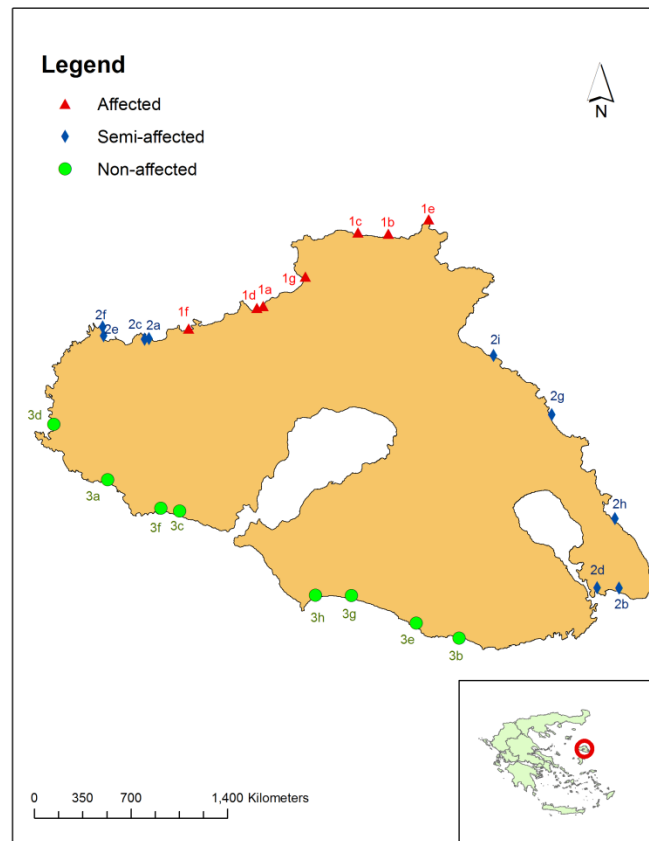 Legend
Affected
Semi-affected
Non-affected
N
1e
1c
1b
1g
1a
1d
1f
2f
2e
2c
2a
2i
2g
3d
3a
3f
3c
2h
2d
2b
3h
3g
3e
3b
0 350 700 1,400 Kilometers